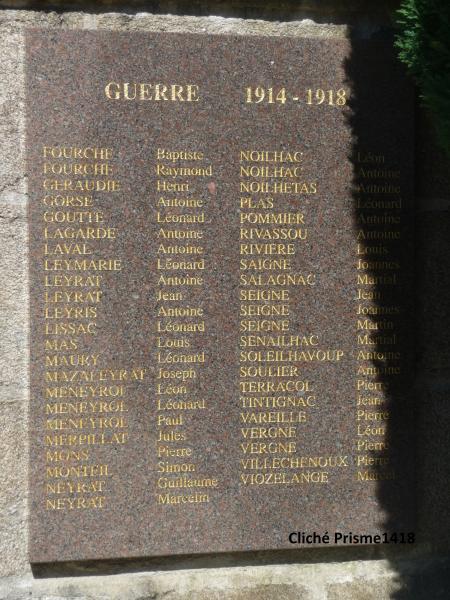 GUERRE 1914 - 1918
FOURCHE Baptiste
FOURCHE Raymond
GERAUDIE Henri
GORSE Antoine
GOUTTE Léonard
LAGARDE Antoine
LAVAL Antoine
LEYMARIE Léonard
LEYRAT Antoine
LEYRAT Jean
LEYRIS Antoine
LISSAC Léonard
MAS Louis
MAURY Léonard
MAZALEYRAT Joseph
MENEYROL Léon
MENEYROL Léonard
MENEYROL Paul
MERPILLAT Jules
MONS Pierre
MONTEIL Simon
NEYRAT Guillaume
NEYRAT Marcelin
NOILHAC Léon
NOILHAC Antoine
NOILHETAS Antoine
PLAS Léonard
POMMIER Antoine
RIVASSOU Antoine
RIVIÈRE Louis
SAIGNE Joannes
SALAGNAC Martial
SEIGNE Jean
SEIGNE Joannes
SEIGNE Martin
SENAILHAC Martial
SOLEILHAVOUP Antoine
SOULIER Antoine
TERRACOL Pierre
TINTIGNAC Jean
VAREILLE Pierre
VERGNE Léon
VERGNE Pierre
VILLECHENOUX Pierre
VIOZELANGE Marcel
Cliché Prisme1418